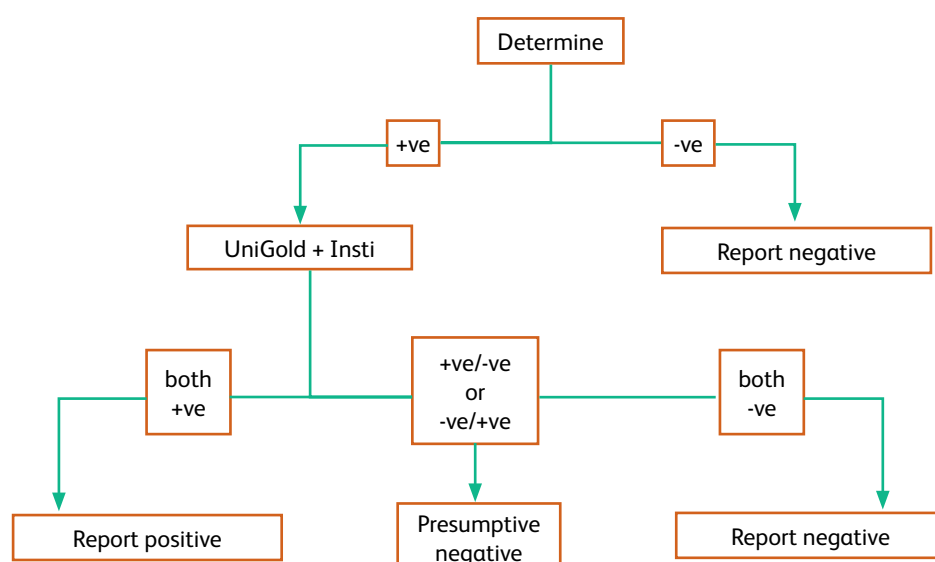 Determine
+ve
-ve
UniGold + Insti
Report negative
both
+ve
+ve/-ve
or
-ve/+ve
both
-ve
Report positive
Presumptive
negative
Report negative